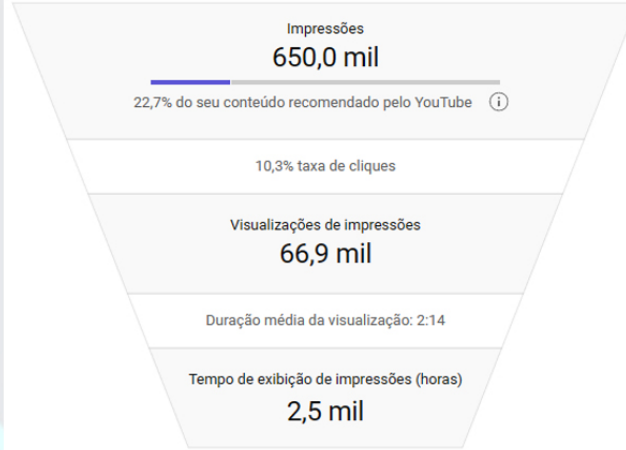 Impressões
650,0 mil
22,7% do seu conteúdo recomendado pelo YouTube
10,3% taxa de cliques
Visualizações de impressões
66,9 mil
Duração média da visualização: 2:14
Tempo de exibição de impressões (horas)
2,5 mil